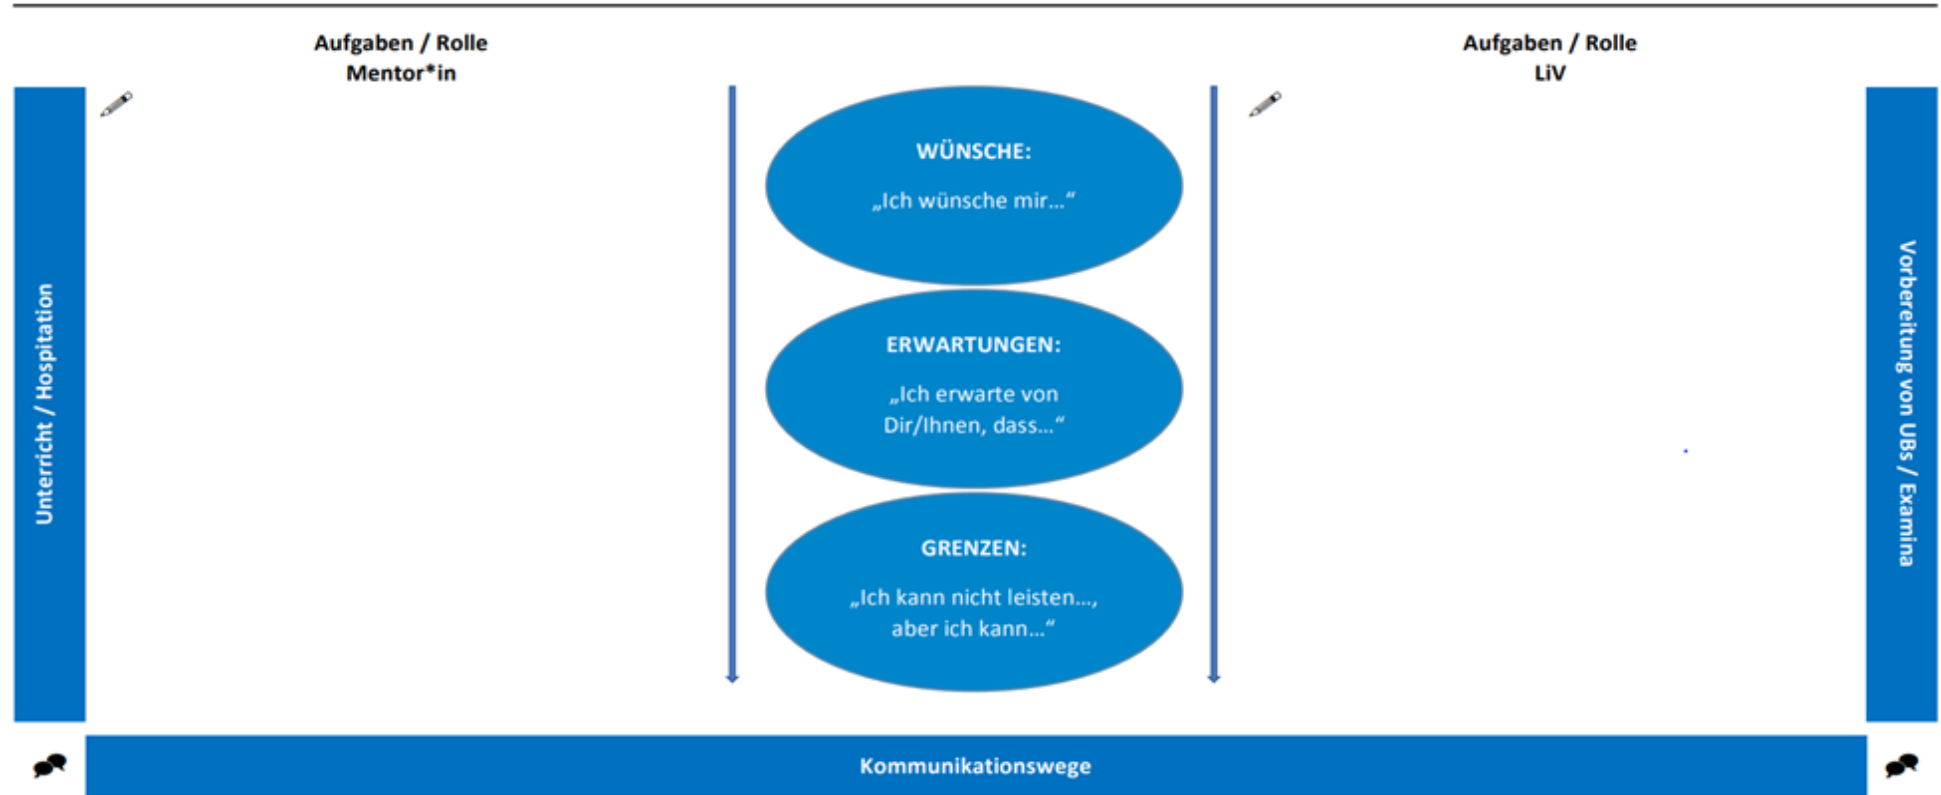 Aufgaben / Rolle
Mentor*in
Aufgaben / Rolle
LiV
Unterricht / Hospitation
WÜNSCHE:
„Ich wünsche mir...“
ERWARTUNGEN:
„Ich erwarte von
Dir/Ihnen, dass...“
GRENZEN:
„Ich kann nicht leisten...,
aber ich kann...“
Vorbereitung von UBs / Examina
Kommunikationswege